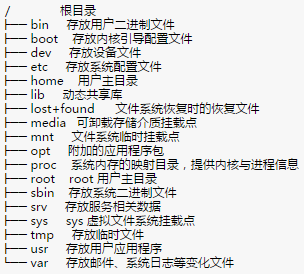 / 根目录
├── bin 存放用户二进制文件
├── boot 存放内核引导配置文件
├── dev 存放设备文件
├── etc 存放系统配置文件
├── home 用户主目录
├── lib 动态共享库
├── lost+found 文件系统恢复时的恢复文件
├── media 可卸载存储介质挂载点
├── mnt 文件系统临时挂载点
├── opt 附加的应用程序包
├── proc 系统内存的映射目录，提供内核与进程信息
├── root root 用户主目录
├── sbin 存放系统二进制文件
├── srv 存放服务相关数据
├── sys sys 虚拟文件系统挂载点
├── tmp 存放临时文件
├── usr 存放用户应用程序
└── var 存放邮件、系统日志等变化文件